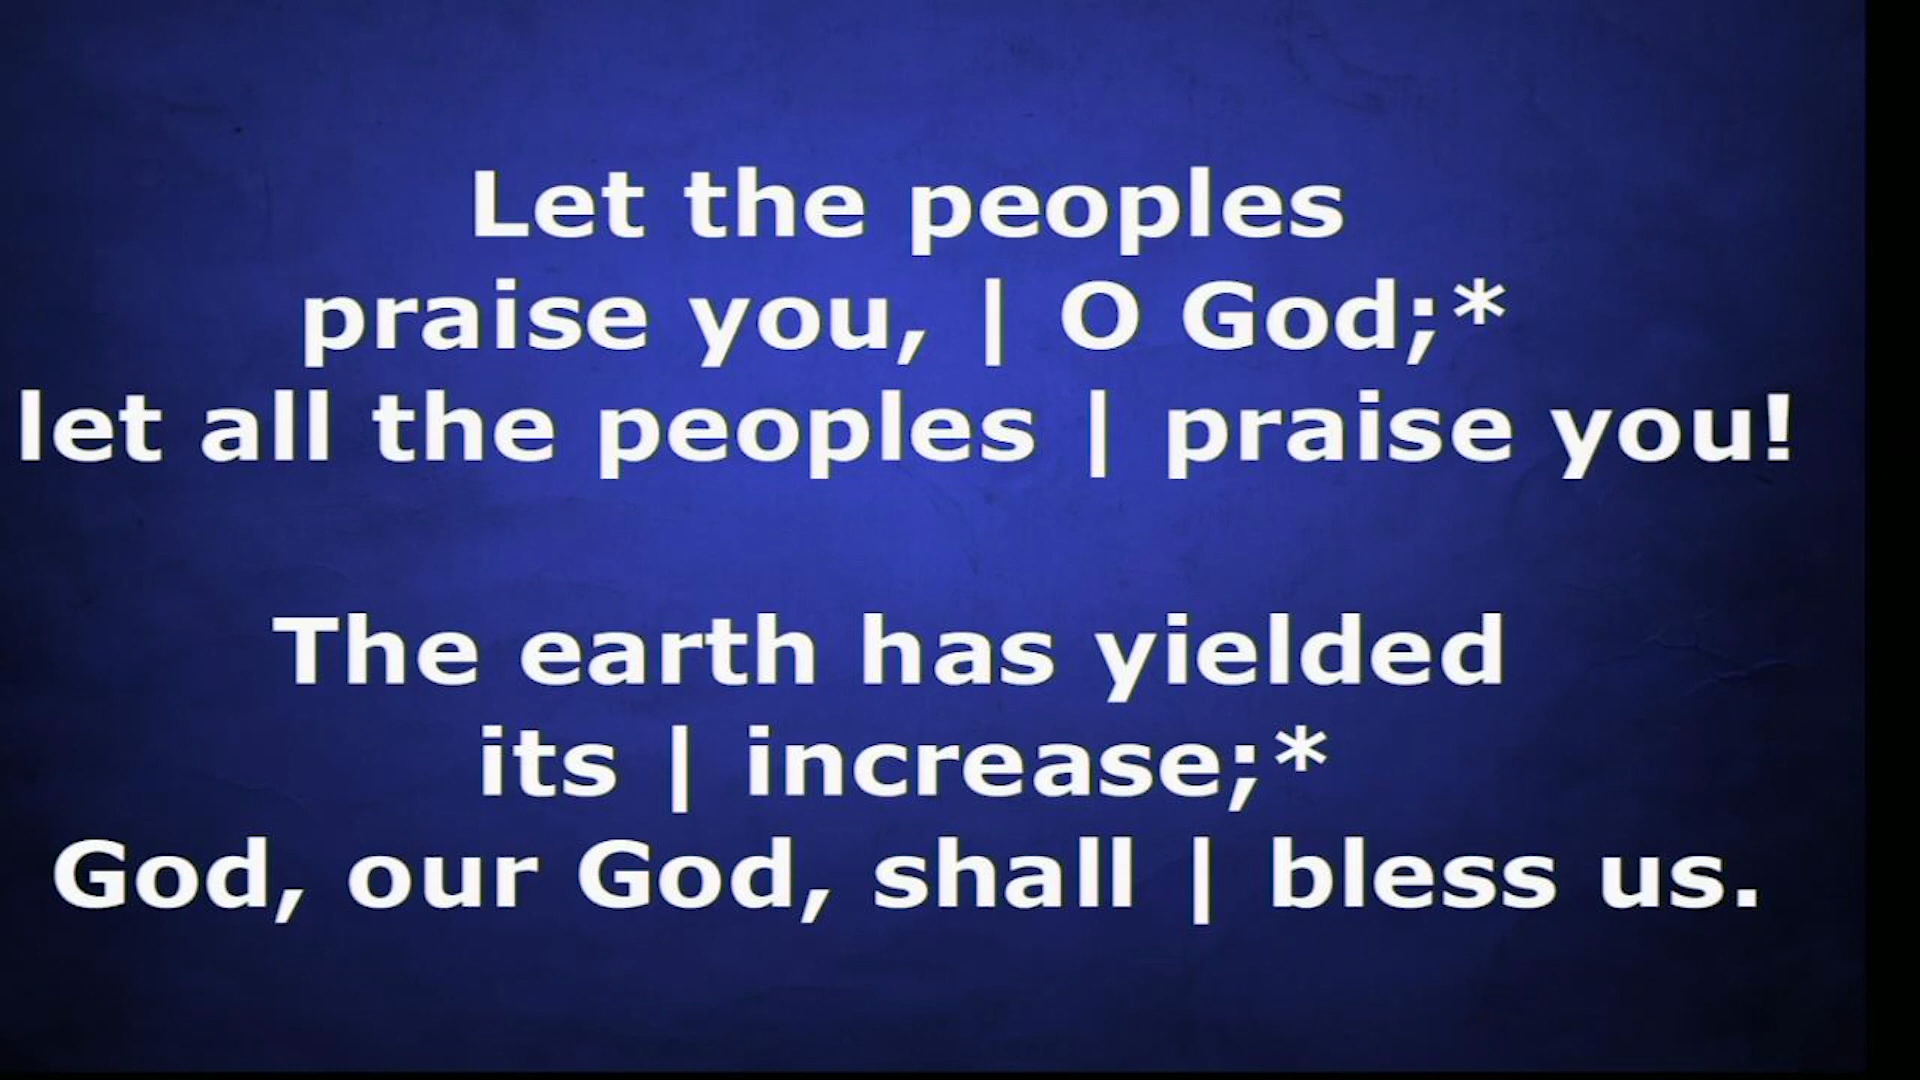 Let the peoples
praise you, | O God;*
let all the peoples | praise you!
The earth has yielded
its | increase;*
God, our God, shall | bless us.